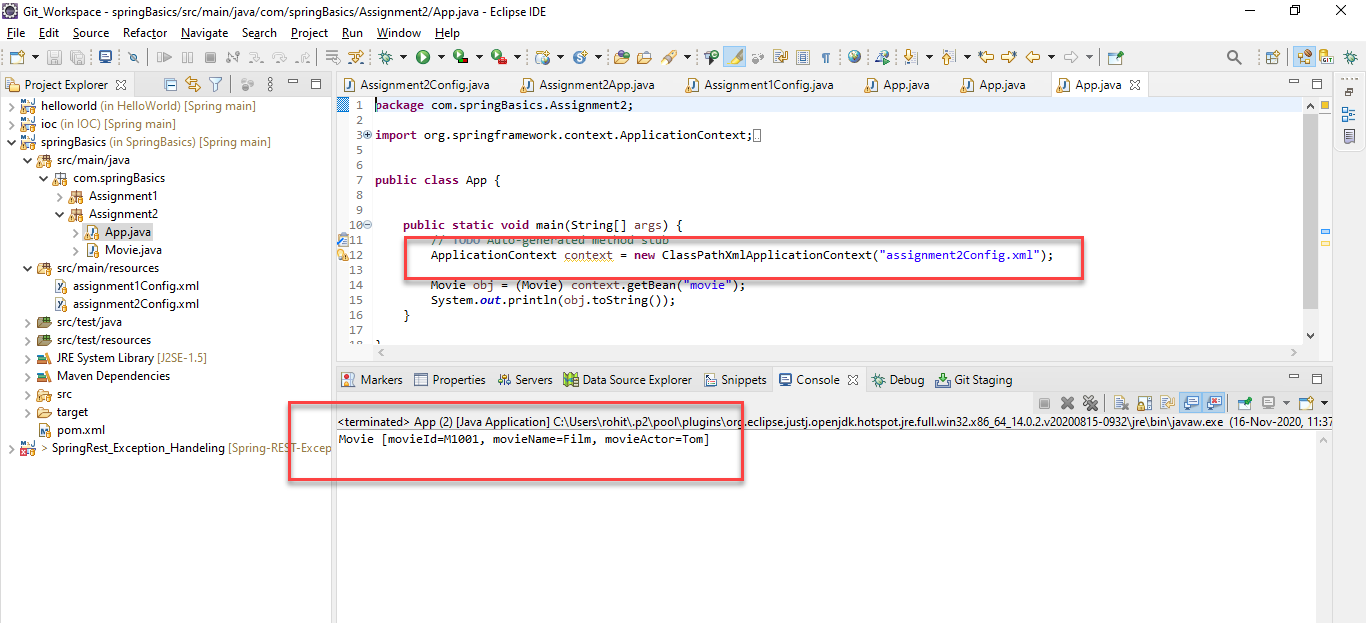 Git_Workspace - springBasics/src/main/java/com/springBasics/Assignment2/App.java - Eclipse IDE
File Edit Source Refactor Navigate Search Project Run Window Help
Project Explorer
helloworld (in HelloWorld) [Spring main]
ioc (in IOC) [Spring main]
springBasics (in SpringBasics) [Spring main]
src/main/java
com.springBasics
Assignment1
Assignment2
App.java
Movie.java
src/main/resources
assignment1Config.xml
assignment2Config.xml
src/test/java
src/test/resources
JRE System Library [J2SE-1.5]
Maven Dependencies
src
target
pom.xml
> SpringRest_Exception_Handeling [Spring-REST-Excep
Assignment2Config.java Assignment2App.java Assignment1Config.java App.java App.java App.java
1 package com.springBasics.Assignment2;
2
3 import org.springframework.context.ApplicationContext;
5
6
7 public class App {
8
9
10 public static void main(String[] args) {
11 // TODO Auto-generated method stub
12 ApplicationContext context = new ClassPathXmlApplicationContext("assignment2Config.xml");
13
14 Movie obj = (Movie) context.getBean("movie");
15 System.out.println(obj.toString());
16 }
17
18 }
Markers Properties Servers Data Source Explorer Snippets Console Debug Git Staging
<terminated> App (2) [Java Application] C:\Users\rohit\.p2\pool\plugins\org.eclipse.justj.openjdk.hotspot.jre.full.win32.x86_64_14.0.2.v20200815-0932\jre\bin\javaw.exe (16-Nov-2020, 11:37
Movie [movieId=M1001, movieName=Film, movieActor=Tom]